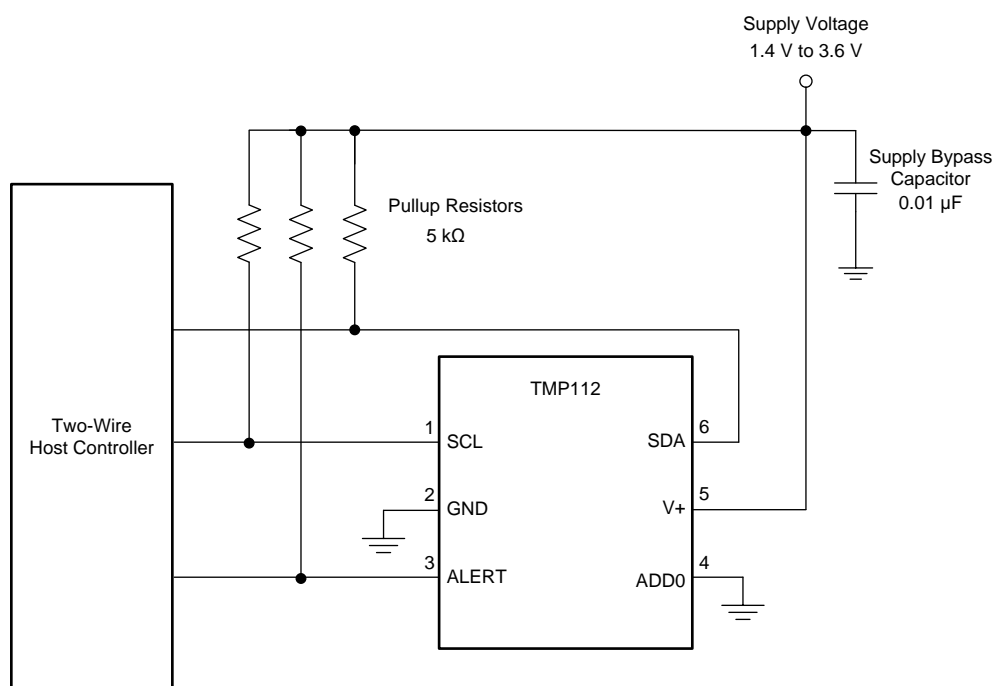 Supply Voltage
1.4 V to 3.6 V
Supply Bypass
Capacitor
0.01 µF
Pullup Resistors
5 kΩ
Two-Wire
Host Controller
TMP112
1
SCL
2
GND
3
ALERT
6
SDA
5
V+
4
ADD0